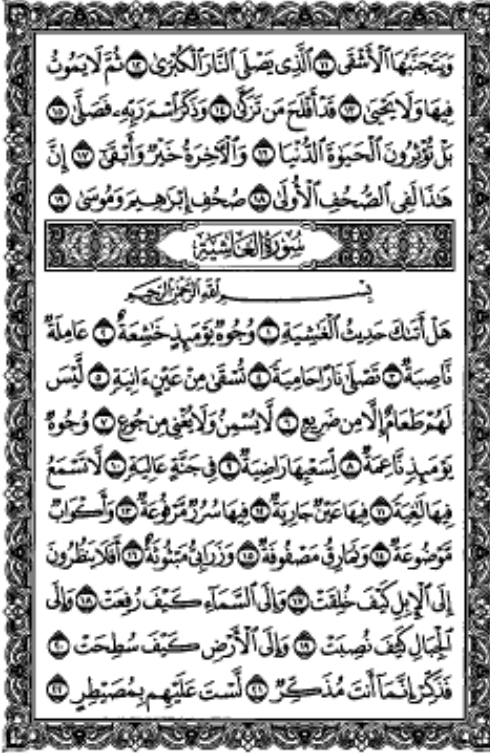 وَيَتَجَنَّبُهَا ٱلْأَشْقَى ١١ ٱلَّذِى يَصْلَى ٱلنَّارَ ٱلْكُبْرَىٰ ١٢ ثُمَّ لَا يَمُوتُ
فِيهَا وَلَا يَحْيَىٰ ١٣ قَدْ أَفْلَحَ مَن تَزَكَّىٰ ١٤ وَذَكَرَ ٱسْمَ رَبِّهِۦ فَصَلَّىٰ ١٥
بَلْ تُؤْثِرُونَ ٱلْحَيَوٰةَ ٱلدُّنْيَا ١٦ وَٱلْـَٔاخِرَةُ خَيْرٌ وَأَبْقَىٰٓ ١٧ إِنَّ
هَٰذَا لَفِى ٱلصُّحُفِ ٱلْأُولَىٰ ١٨ صُحُفِ إِبْرَٰهِيمَ وَمُوسَىٰ ١٩
سُورَةُ الغَاشِيَةِ
بِسْمِ ٱللَّهِ ٱلرَّحْمَٰنِ ٱلرَّحِيمِ
هَلْ أَتَىٰكَ حَدِيثُ ٱلْغَٰشِيَةِ ١ وُجُوهٌ يَوْمَئِذٍ خَٰشِعَةٌ ٢ عَامِلَةٌ
نَّاصِبَةٌ ٣ تَصْلَىٰ نَارًا حَامِيَةً ٤ تُسْقَىٰ مِنْ عَيْنٍ ءَانِيَةٍ ٥ لَّيْسَ
لَهُمْ طَعَامٌ إِلَّا مِن ضَرِيعٍ ٦ لَّا يُسْمِنُ وَلَا يُغْنِى مِن جُوعٍ ٧ وُجُوهٌ
يَوْمَئِذٍ نَّاعِمَةٌ ٨ لِّسَعْيِهَا رَاضِيَةٌ ٩ فِى جَنَّةٍ عَالِيَةٍ ١٠ لَّا تَسْمَعُ
فِيهَا لَٰغِيَةً ١١ فِيهَا عَيْنٌ جَارِيَةٌ ١٢ فِيهَا سُرُرٌ مَّرْفُوعَةٌ ١٣ وَأَكْوَابٌ
مَّوْضُوعَةٌ ١٤ وَنَمَارِقُ مَصْفُوفَةٌ ١٥ وَزَرَابِىُّ مَبْثُوثَةٌ ١٦ أَفَلَا يَنظُرُونَ
إِلَى ٱلْإِبِلِ كَيْفَ خُلِقَتْ ١٧ وَإِلَى ٱلسَّمَآءِ كَيْفَ رُفِعَتْ ١٨ وَإِلَى
ٱلْجِبَالِ كَيْفَ نُصِبَتْ ١٩ وَإِلَى ٱلْأَرْضِ كَيْفَ سُطِحَتْ ٢٠
فَذَكِّرْ إِنَّمَآ أَنتَ مُذَكِّرٌ ٢١ لَّسْتَ عَلَيْهِم بِمُصَيْطِرٍ ٢٢